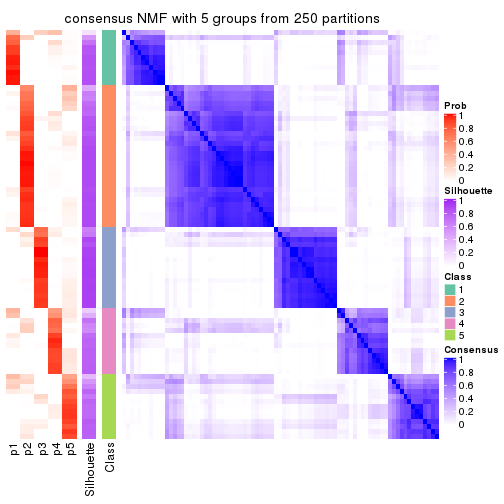 consensus NMF with 5 groups from 250 partitions
Prob
1
0.8
0.6
0.4
0.2
0
Silhouette
1
0.8
0.6
0.4
0.2
0
Class
1
2
3
4
5
Consensus
1
0.8
0.6
0.4
0.2
0
p1
p2
p3
p4
p5
Silhouette
Class